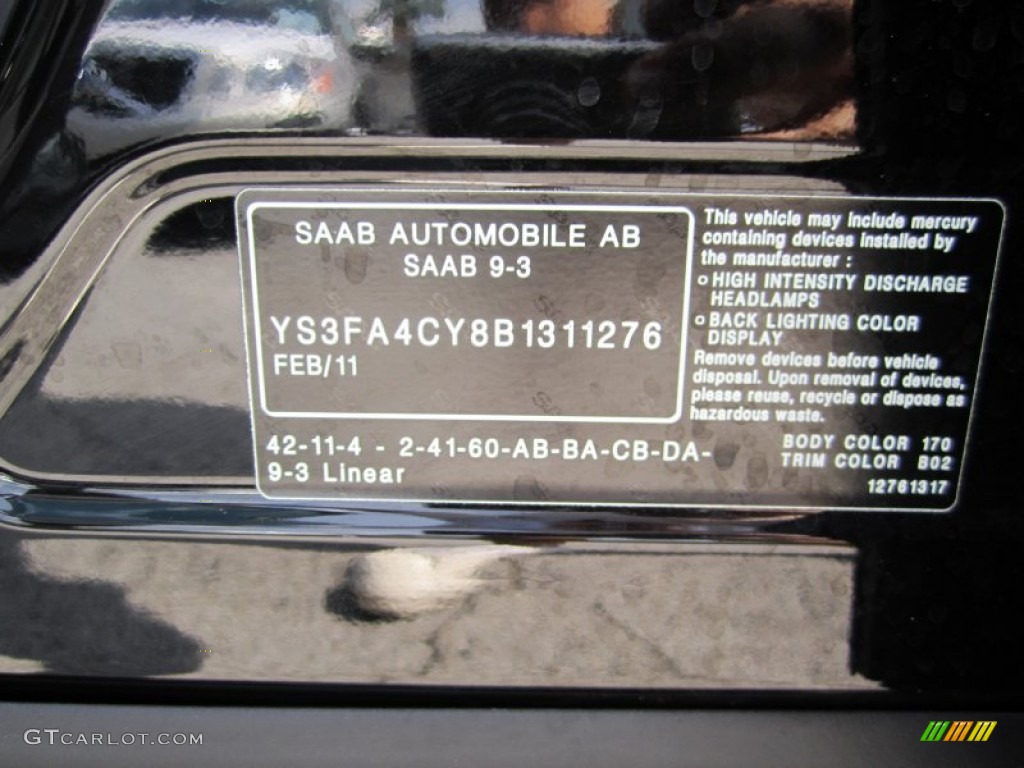 SAAB AUTOMOBILE AB
SAAB 9-3
YS3FA4CY8B1311276
FEB/11
42-11-4 - 2-41-60-AB-BA-CB-DA-
9-3 Linear
This vehicle may include mercury
containing devices installed by
the manufacturer :
o HIGH INTENSITY DISCHARGE
HEADLAMPS
o BACK LIGHTING COLOR
DISPLAY
Remove devices before vehicle
disposal. Upon removal of devices,
please reuse, recycle or dispose as
hazardous waste.
BODY COLOR 170
TRIM COLOR B02
12761317
GTCARLOT.COM